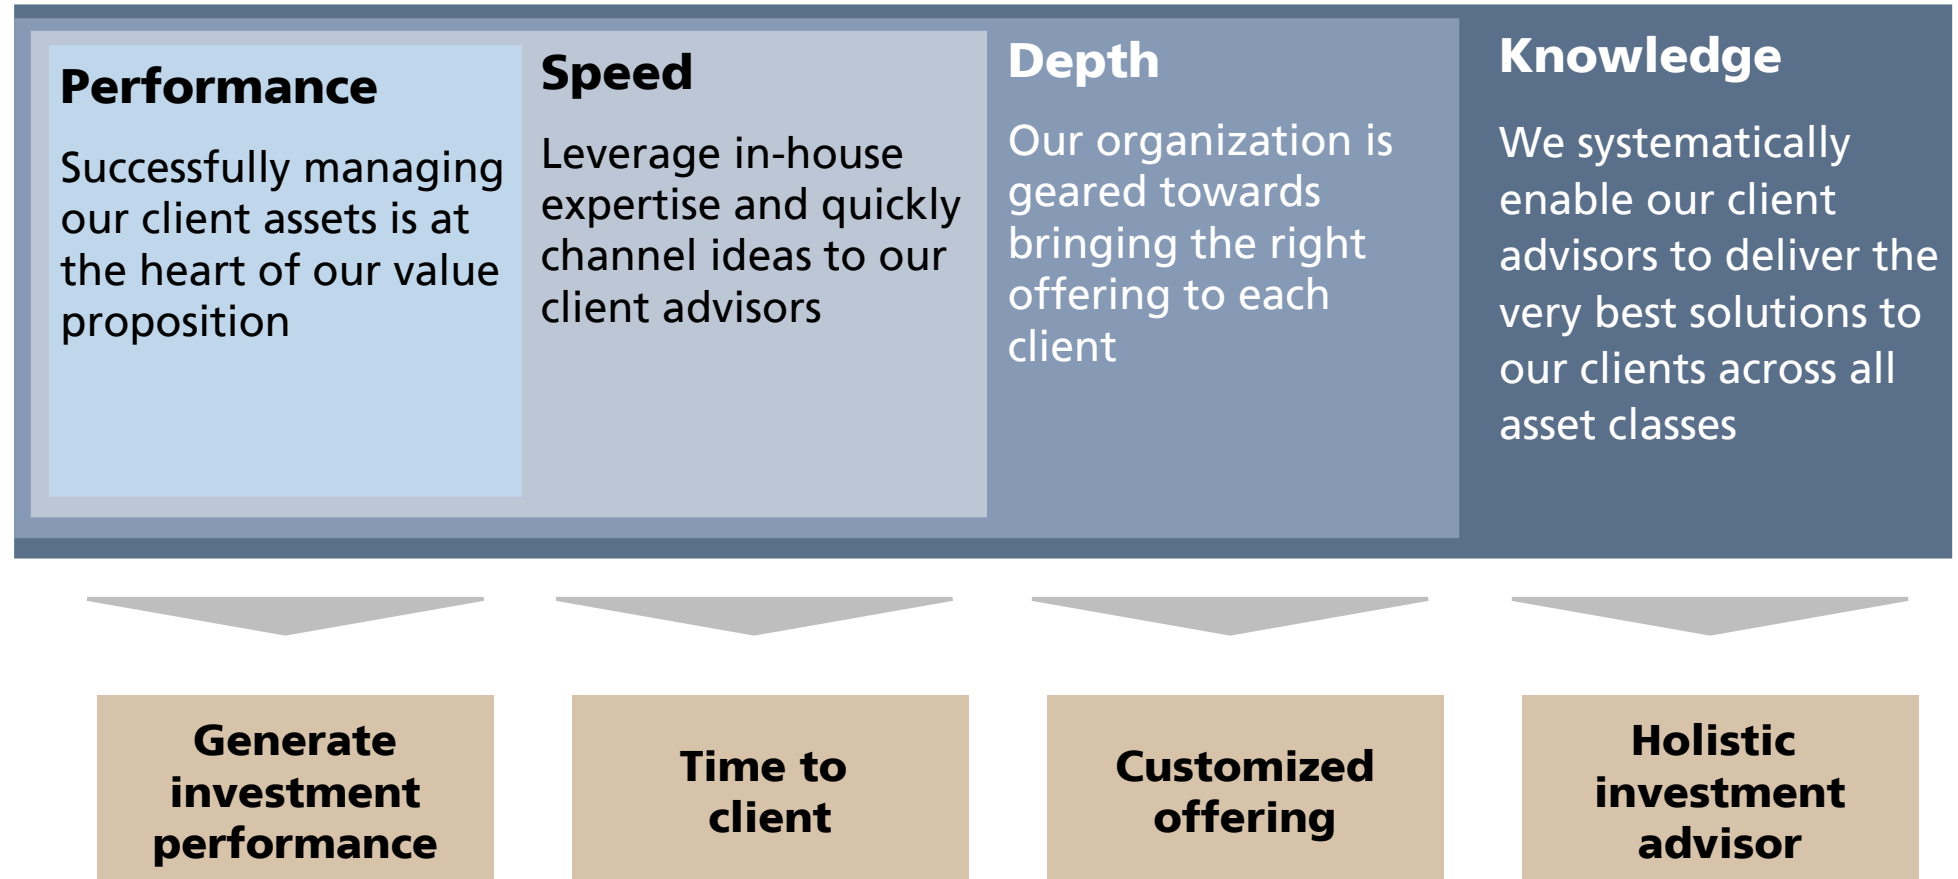 Performance
Successfully managing
our client assets is at
the heart of our value
proposition
Speed
Leverage in-house
expertise and quickly
channel ideas to our
client advisors
Depth
Our organization is
geared towards
bringing the right
offering to each
client
Knowledge
We systematically
enable our client
advisors to deliver the
very best solutions to
our clients across all
asset classes
Generate
investment
performance
Time to
client
Customized
offering
Holistic
investment
advisor